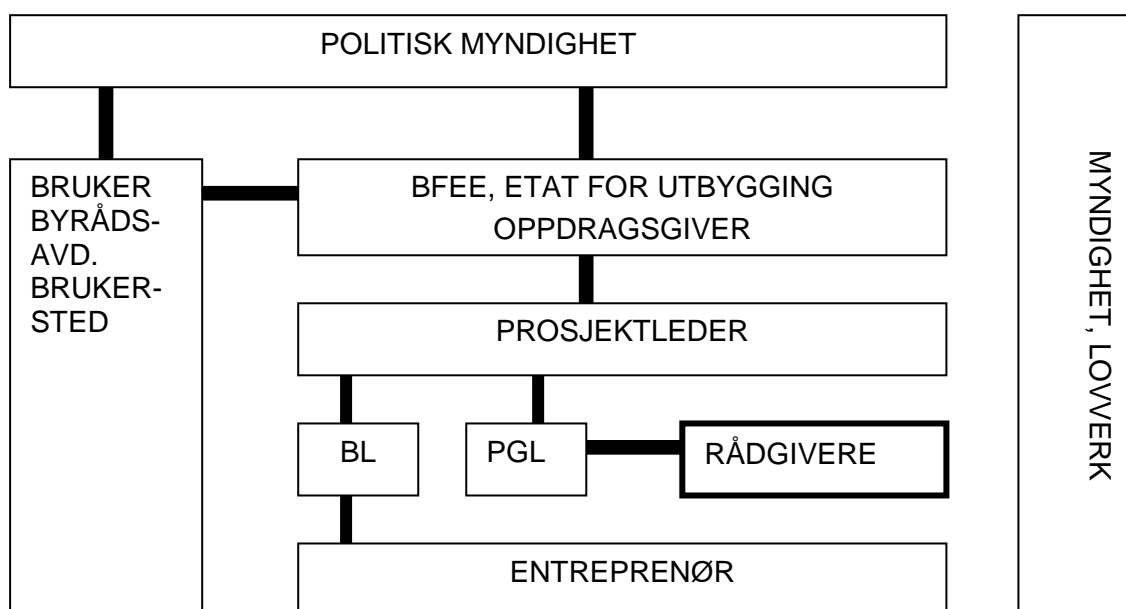 POLITISK MYNDIGHET
BRUKER
BYRÅDS-
AVD.
BRUKER-
STED
BFEE, ETAT FOR UTBYGGING
OPPDRAGSGIVER
PROSJEKTLEDER
BL
PGL
RÅDGIVERE
ENTREPRENØR
MYNDIGHET, LOVVERK